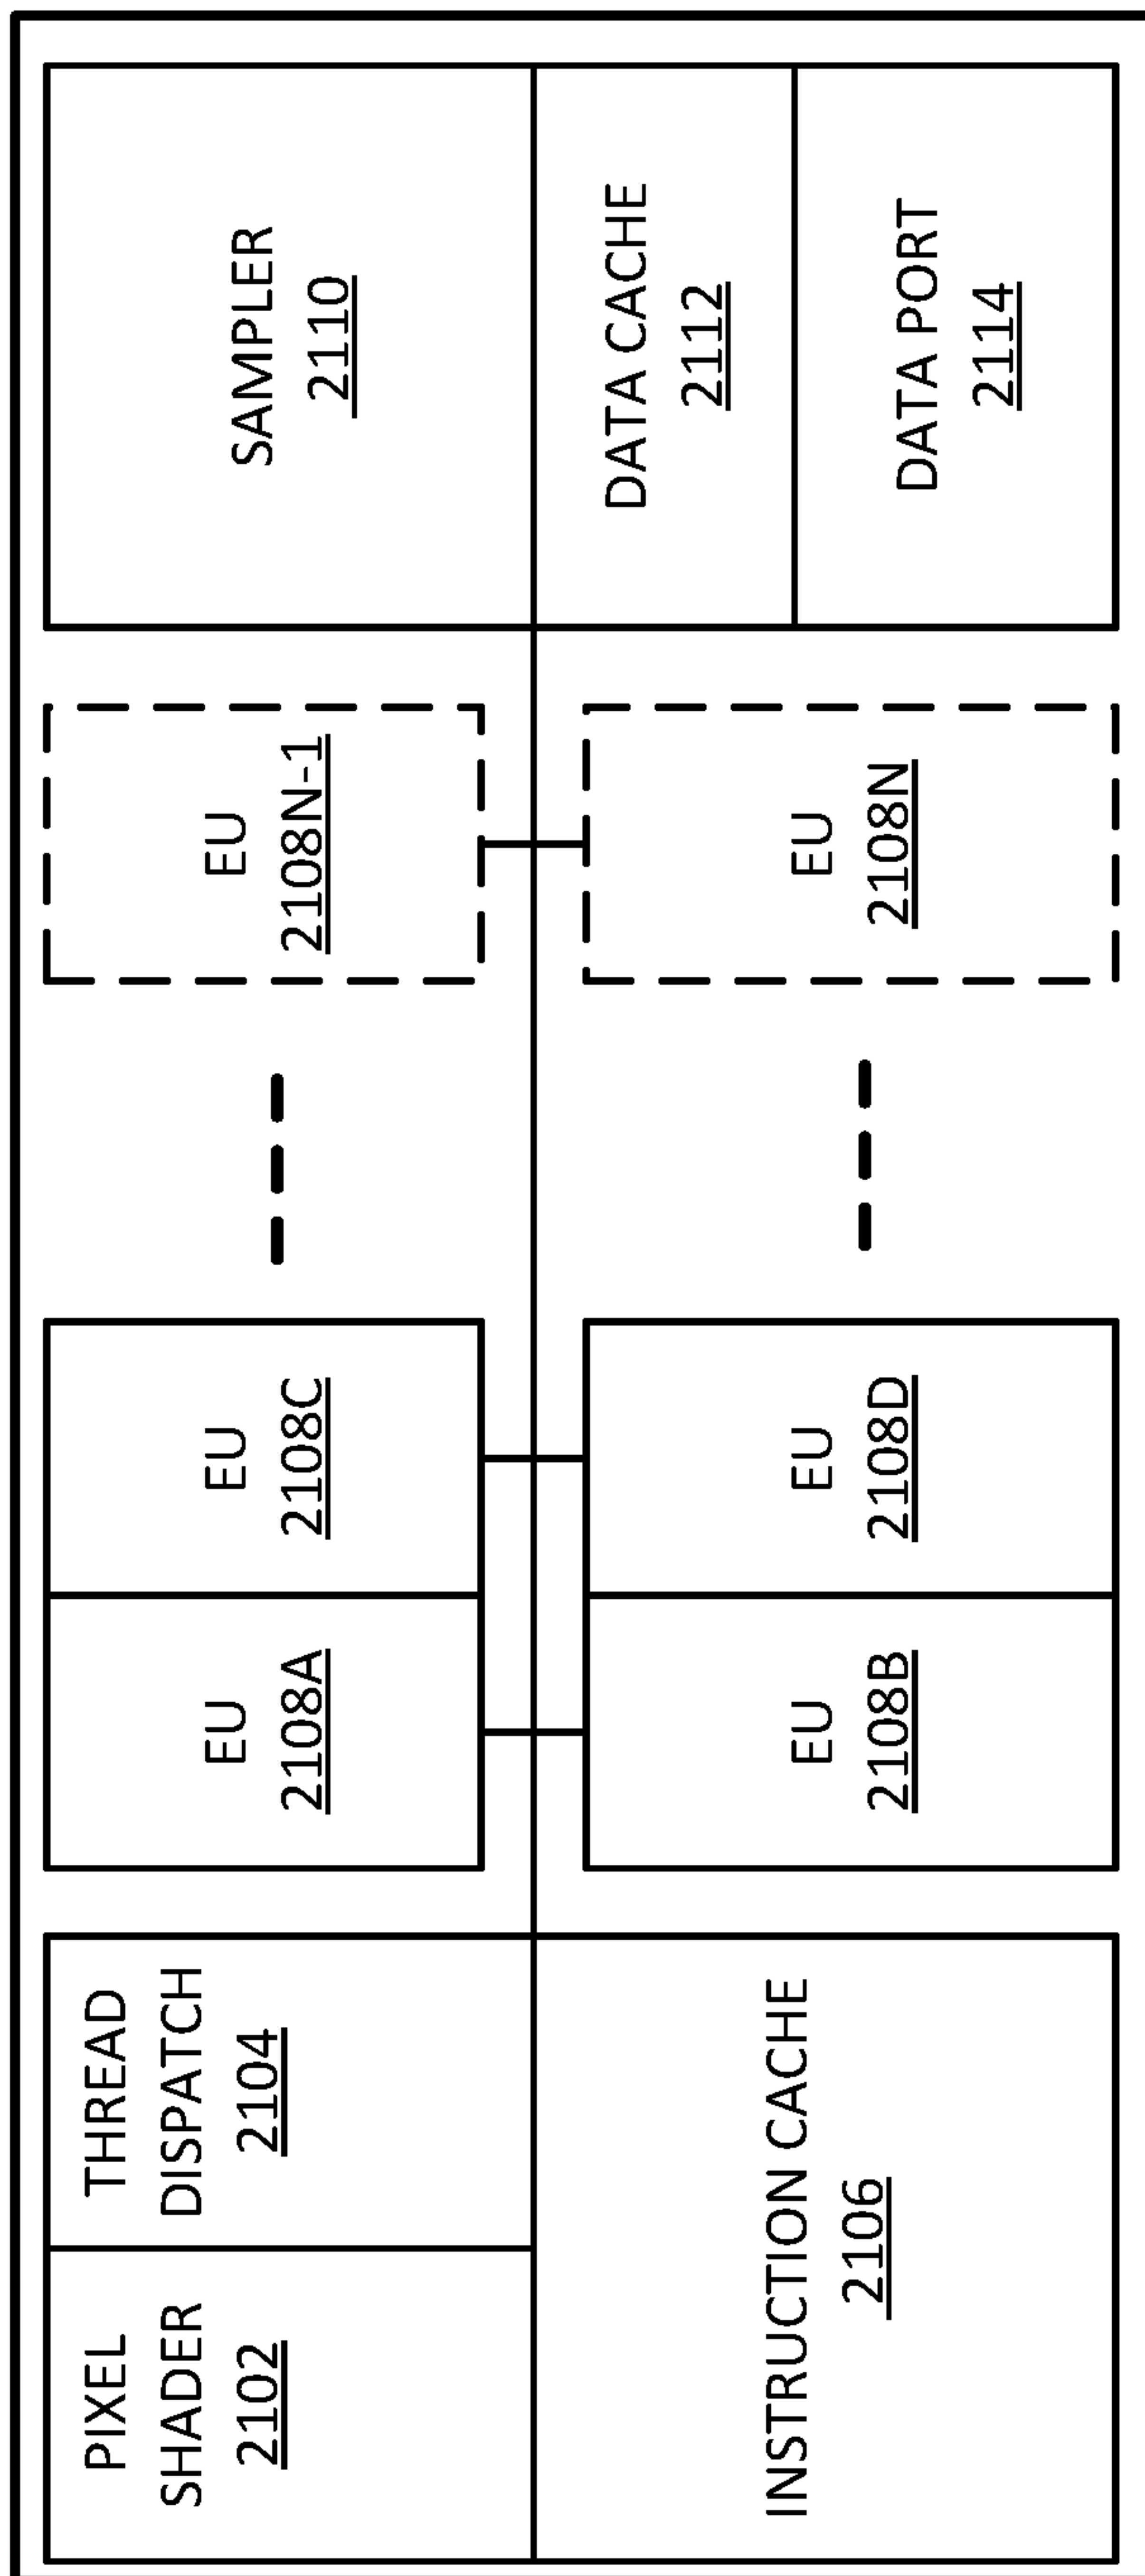 PIXEL
SHADER
2102
THREAD
DISPATCH
2104
INSTRUCTION CACHE
2106
EU
2108A
EU
2108C
EU
2108B
EU
2108D
EU
2108N-1
EU
2108N
SAMPLER
2110
DATA CACHE
2112
DATA PORT
2114